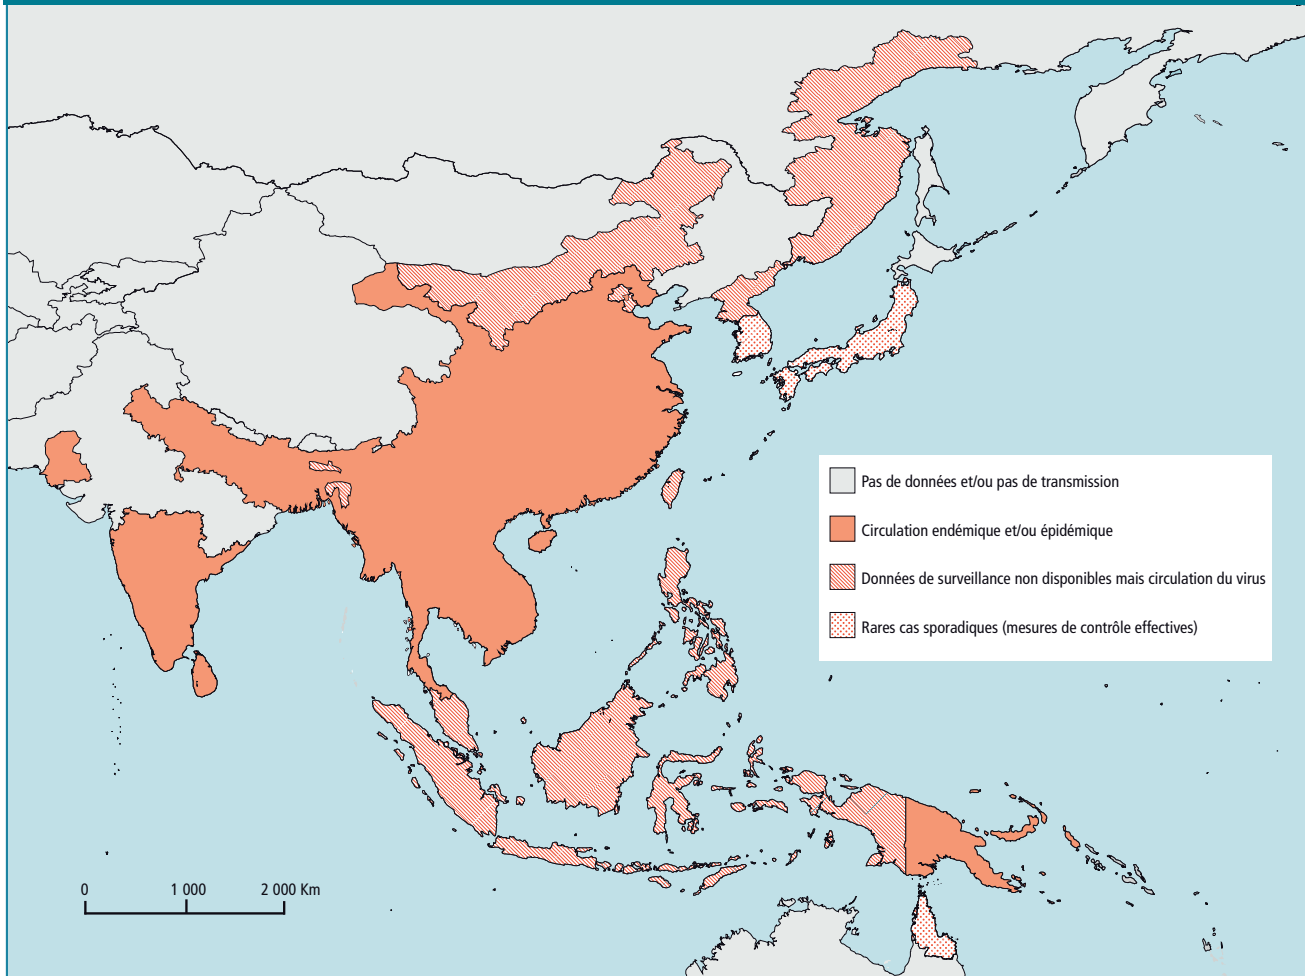 Pas de données et/ou pas de transmission
Circulation endémique et/ou épidémique
Données de surveillance non disponibles mais circulation du virus
Rares cas sporadiques (mesures de contrôle effectives)
0 1 000 2 000 Km